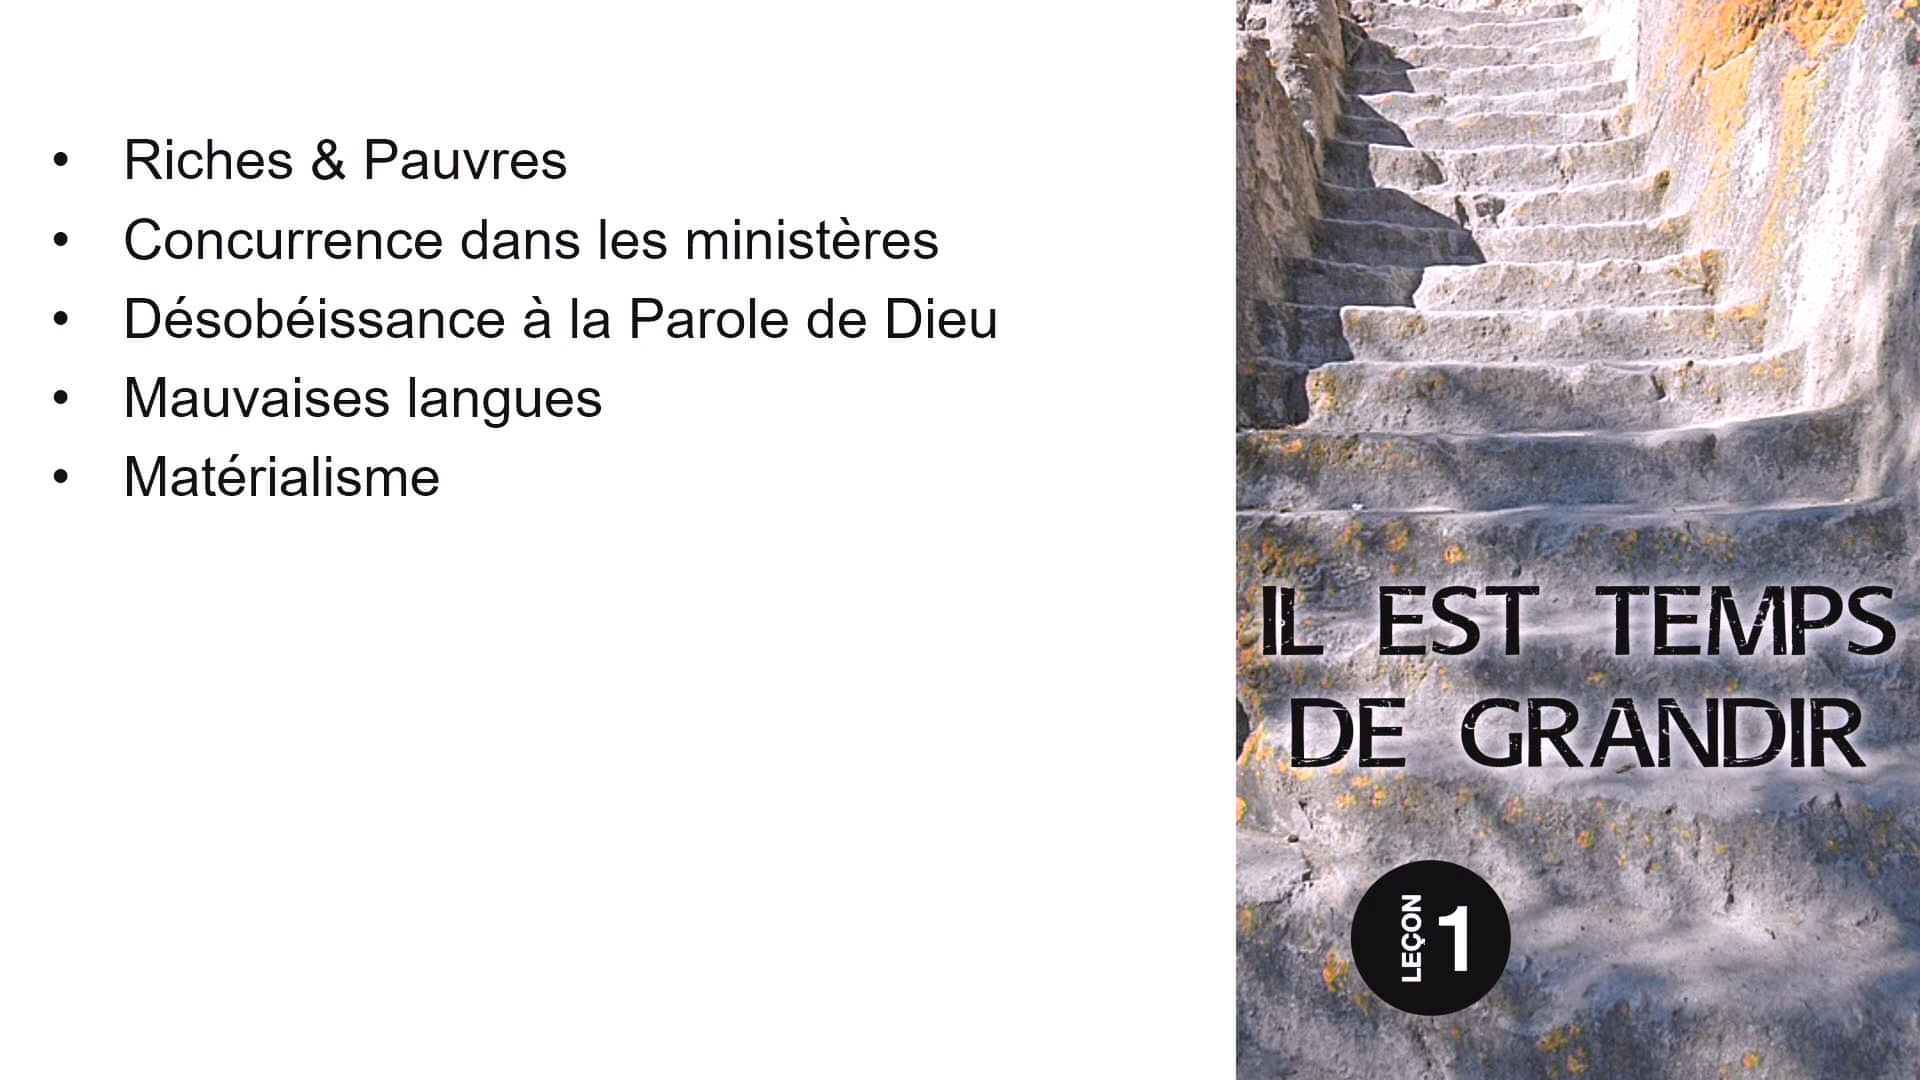 • Riches & Pauvres
• Concurrence dans les ministères
• Désobéissance à la Parole de Dieu
• Mauvaises langues
• Matérialisme
IL EST TEMPS
DE GRANDIR
LEÇON 1